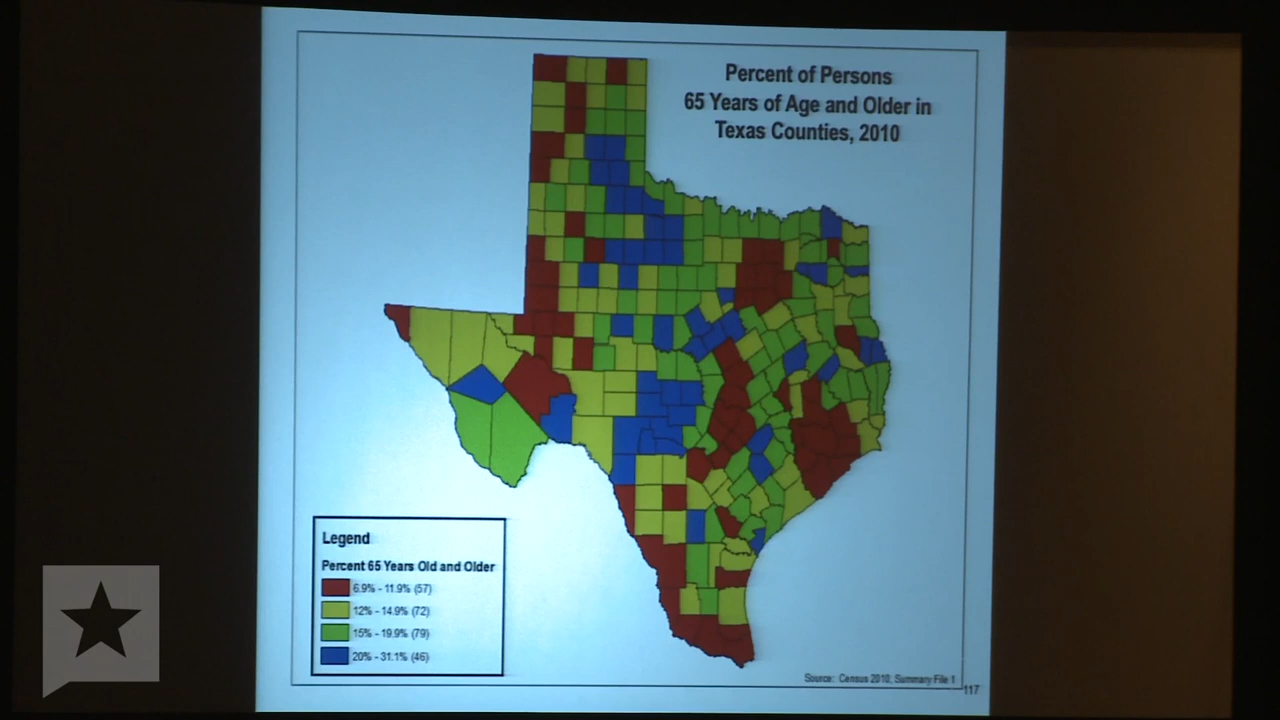 Percent of Persons
65 Years of Age and Older in
Texas Counties, 2010
Legend
Percent 65 Years Old and Older
6.9% - 11.9% (57)
12% - 14.9% (72)
15% - 19.9% (79)
20% - 31.1% (46)
Source: Census 2010, Summary File 1
117